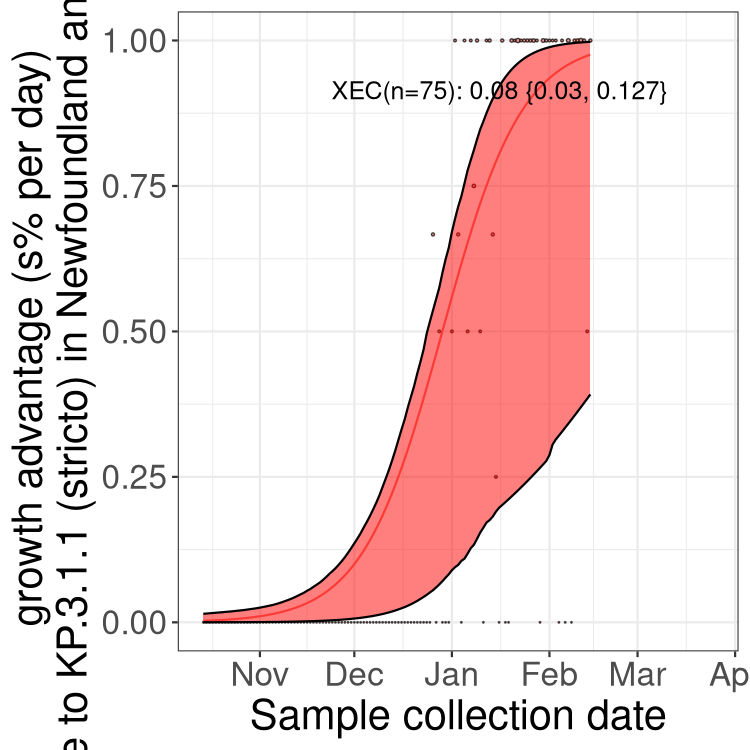 growth advantage (s% per day)
e to KP.3.1.1 (stricto) in Newfoundland an
1.00
0.75
0.50
0.25
0.00
XEC(n=75): 0.08 {0.03, 0.127}
Nov Dec Jan Feb Mar Ap
Sample collection date